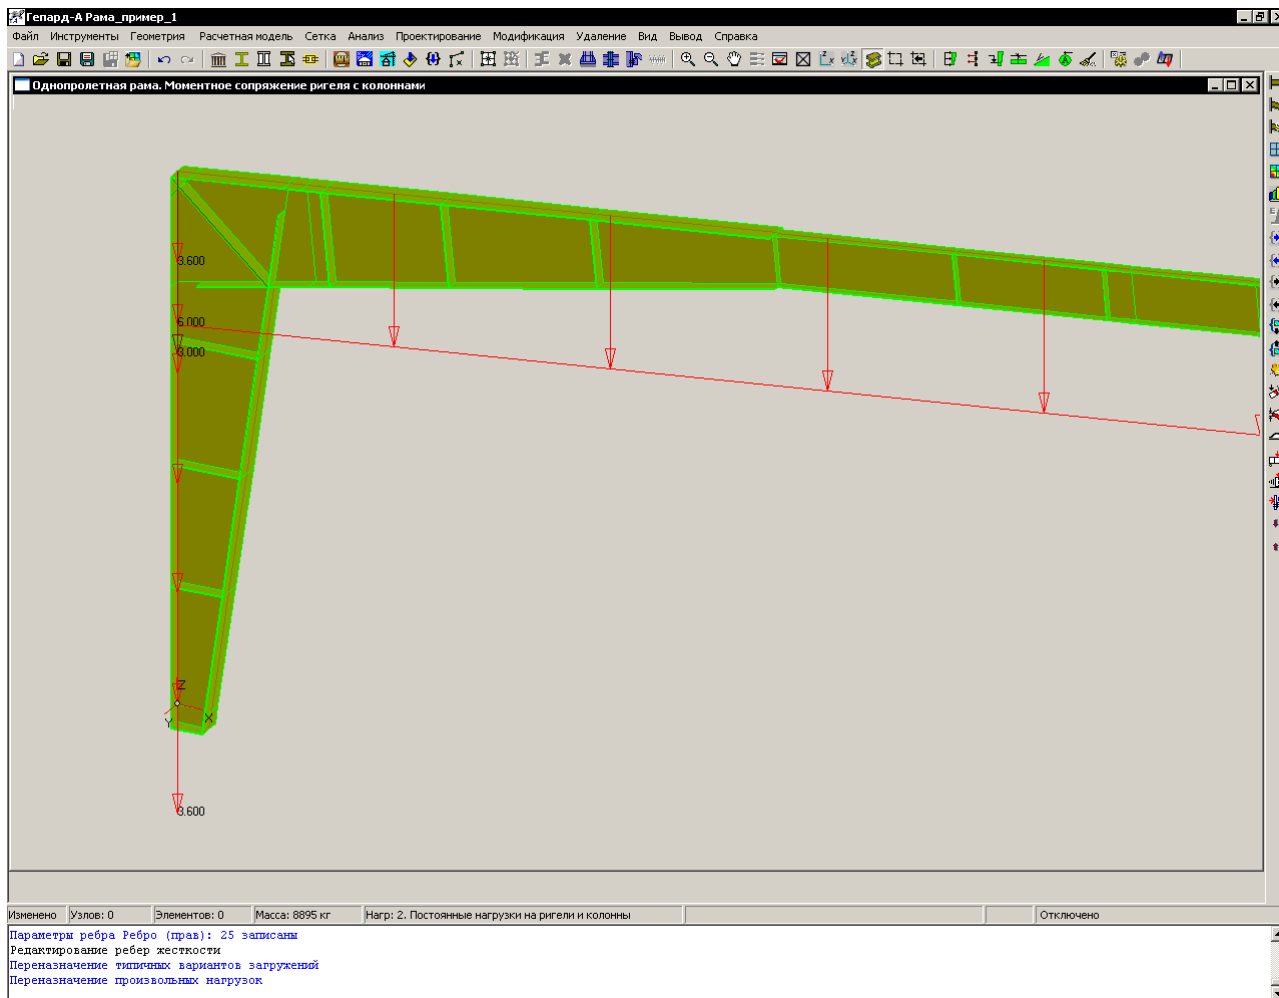 Гепард-А Рама_пример_1
Файл Инструменты Геометрия Расчетная модель Сетка Анализ Проектирование Модификация Удаление Вид Вывод Справка
Однопролетная рама. Моментное сопряжение ригеля с колоннами
3.600
6.000
3.000
Z
Y X
3.600
Изменено Узлов: 0 Элементов: 0 Масса: 8895 кг Нагр: 2. Постоянные нагрузки на ригели и колонны Отключено
Параметры ребра Ребро (прав): 25 записаны
Редактирование ребер жесткости
Переназначение типичных вариантов загружений
Переназначение произвольных нагрузок